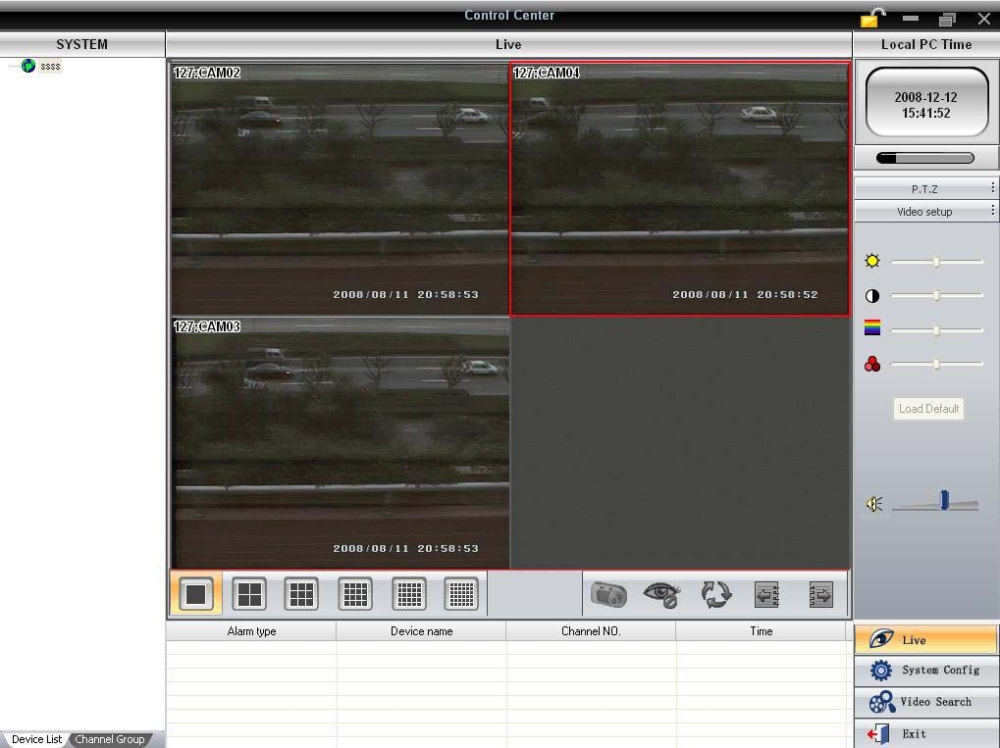 Control Center
SYSTEM
Live
Local PC Time
ssss
127:CAM02
127:CAM04
2008-12-12
15:41:52
P.T.Z
Video setup
2008/08/11 20:58:53
2008/08/11 20:58:52
127:CAM03
Load Default
2008/08/11 20:58:53
Alarm type
Device name
Channel NO.
Time
Live
System Config
Video Search
Exit
Device List
Channel Group